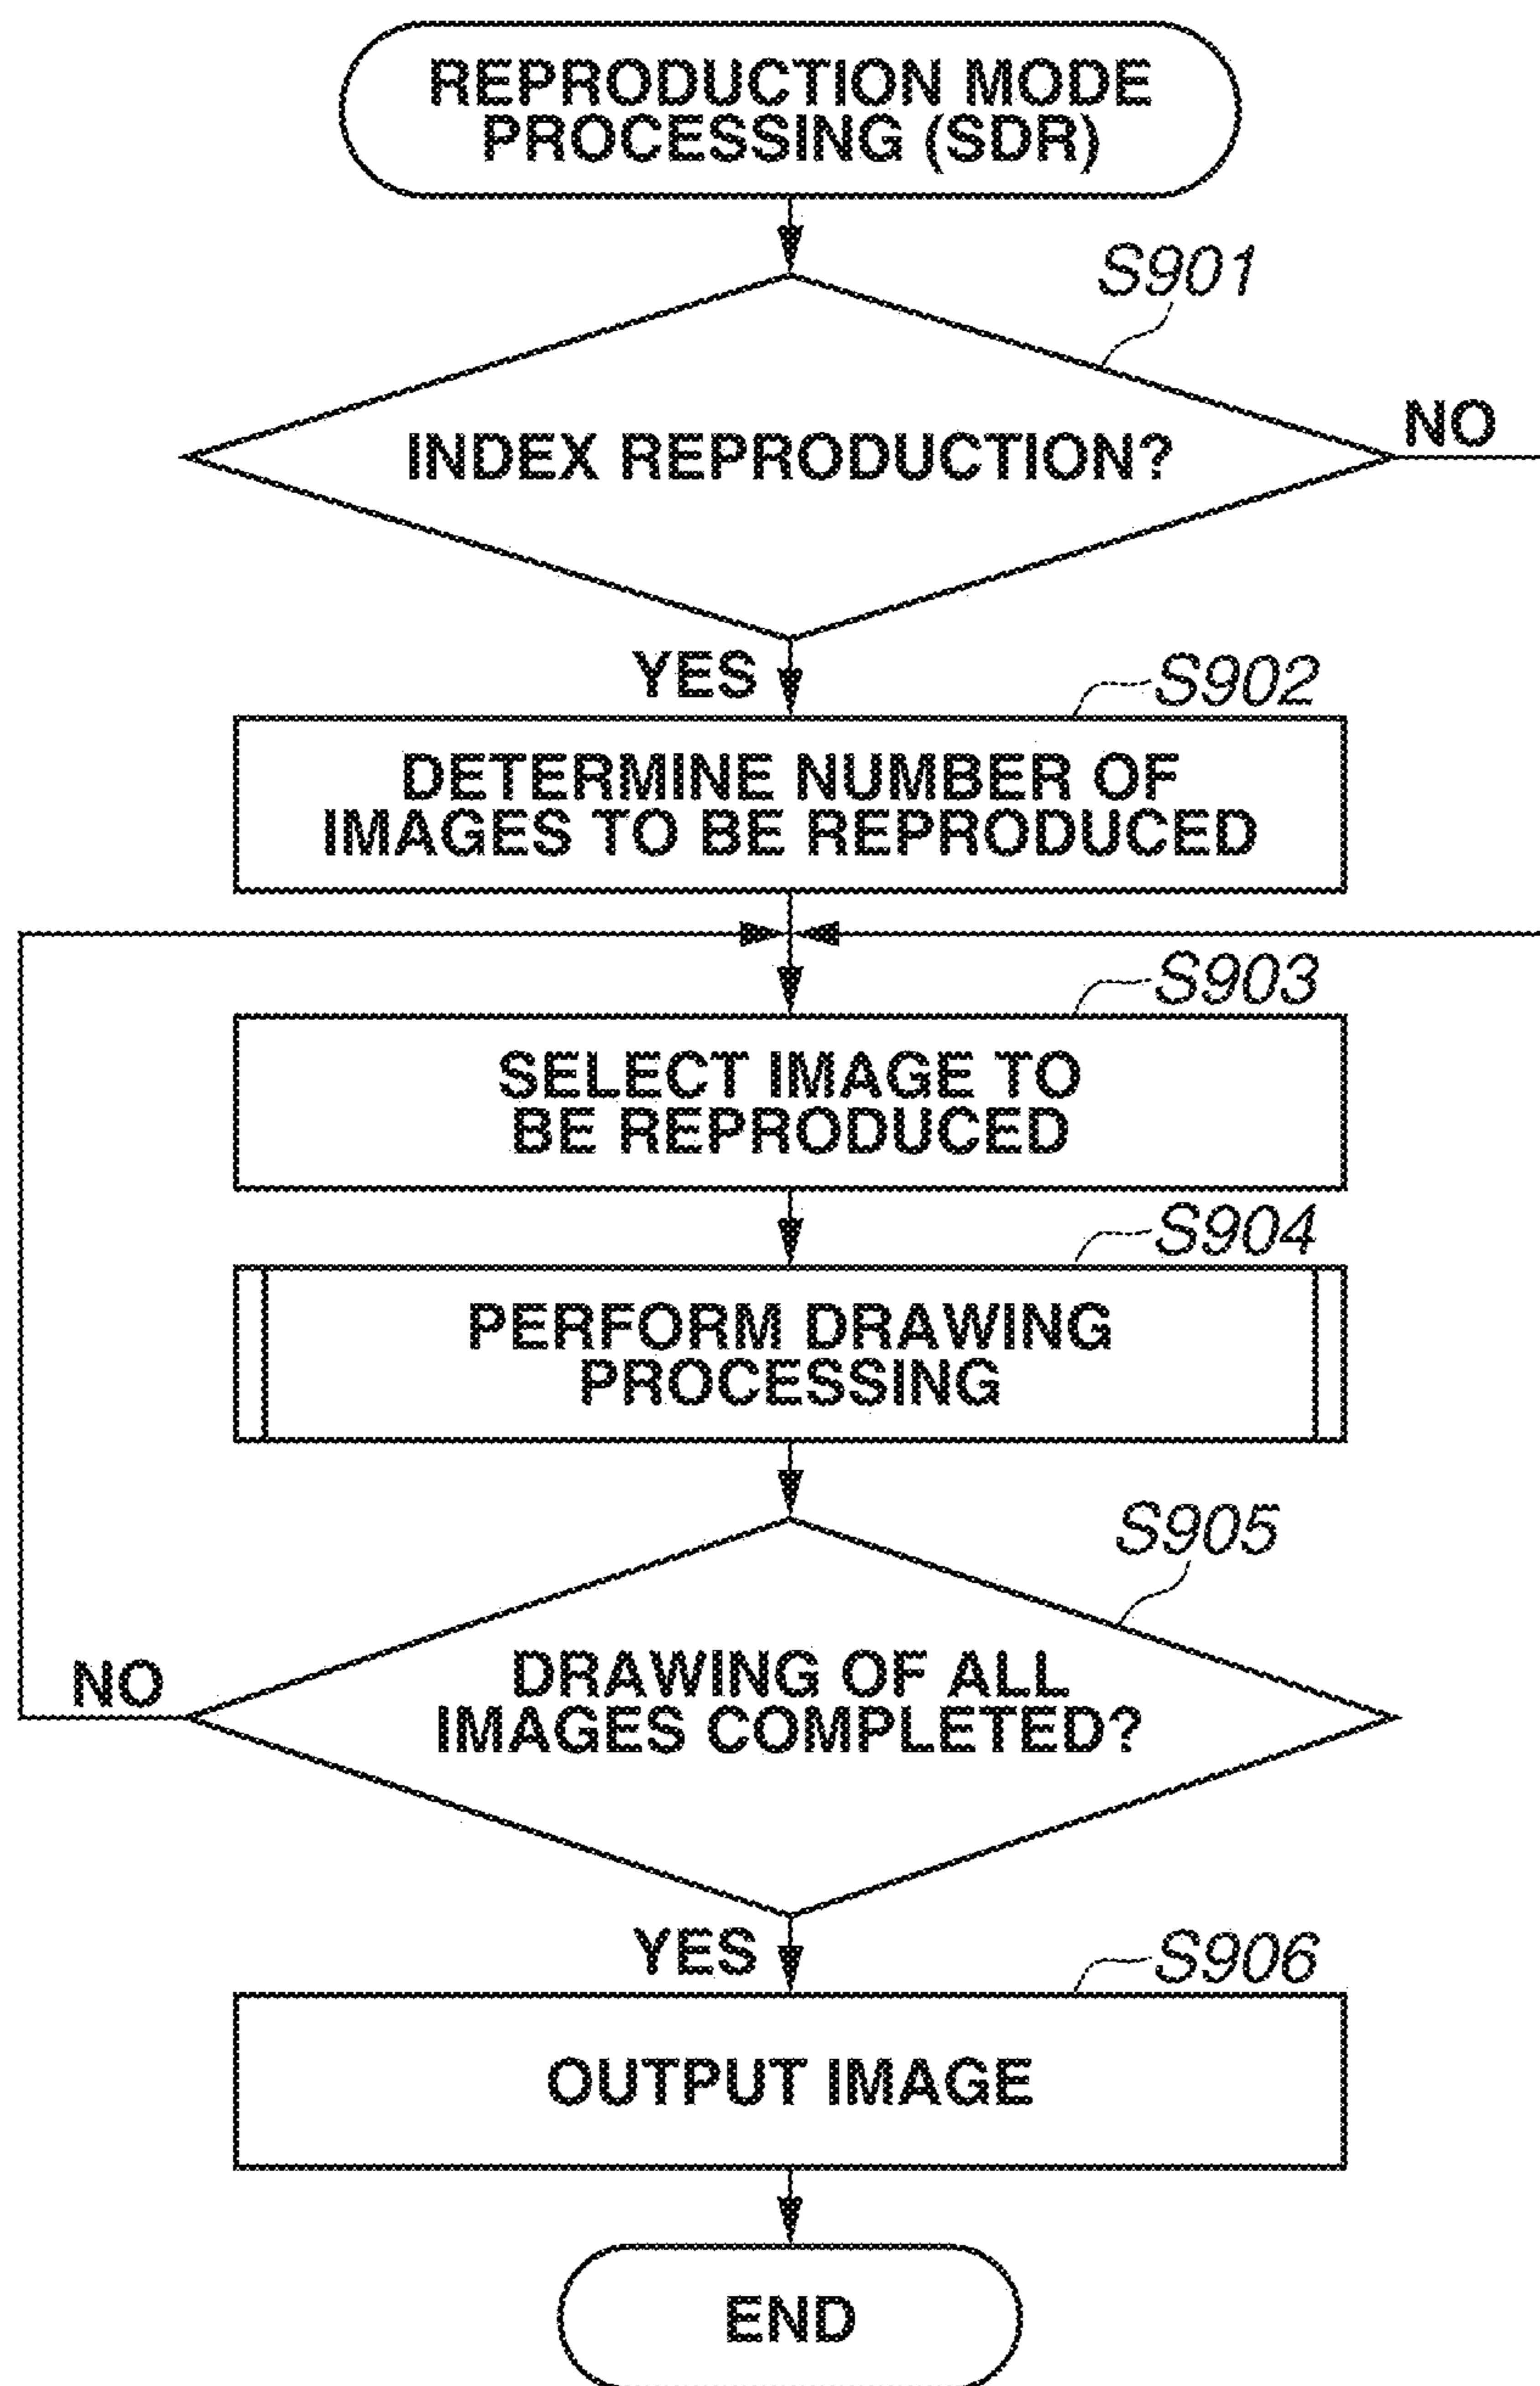 REPRODUCTION MODE
PROCESSING (SDR)
S901
INDEX REPRODUCTION?
NO
YES
S902
DETERMINE NUMBER OF
IMAGES TO BE REPRODUCED
S903
SELECT IMAGE TO
BE REPRODUCED
S904
PERFORM DRAWING
PROCESSING
S905
DRAWING OF ALL
IMAGES COMPLETED?
NO
YES
S906
OUTPUT IMAGE
END